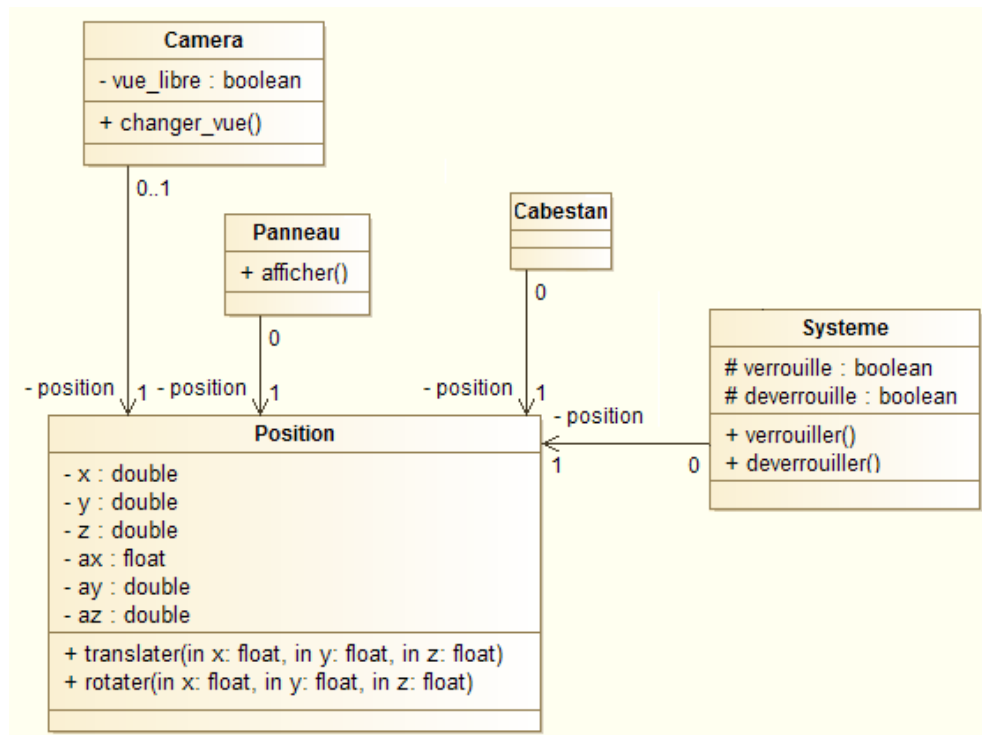 Camera
- vue_libre : boolean
+ changer_vue()
0..1
Panneau
+ afficher()
0
Cabestan
0
Systeme
# verrouille : boolean
# deverrouille : boolean
+ verrouiller()
+ deverrouiller()
- position
1
- position
1
- position
1
- position
1
0
Position
- x : double
- y : double
- z : double
- ax : float
- ay : double
- az : double
+ translater(in x: float, in y: float, in z: float)
+ rotater(in x: float, in y: float, in z: float)